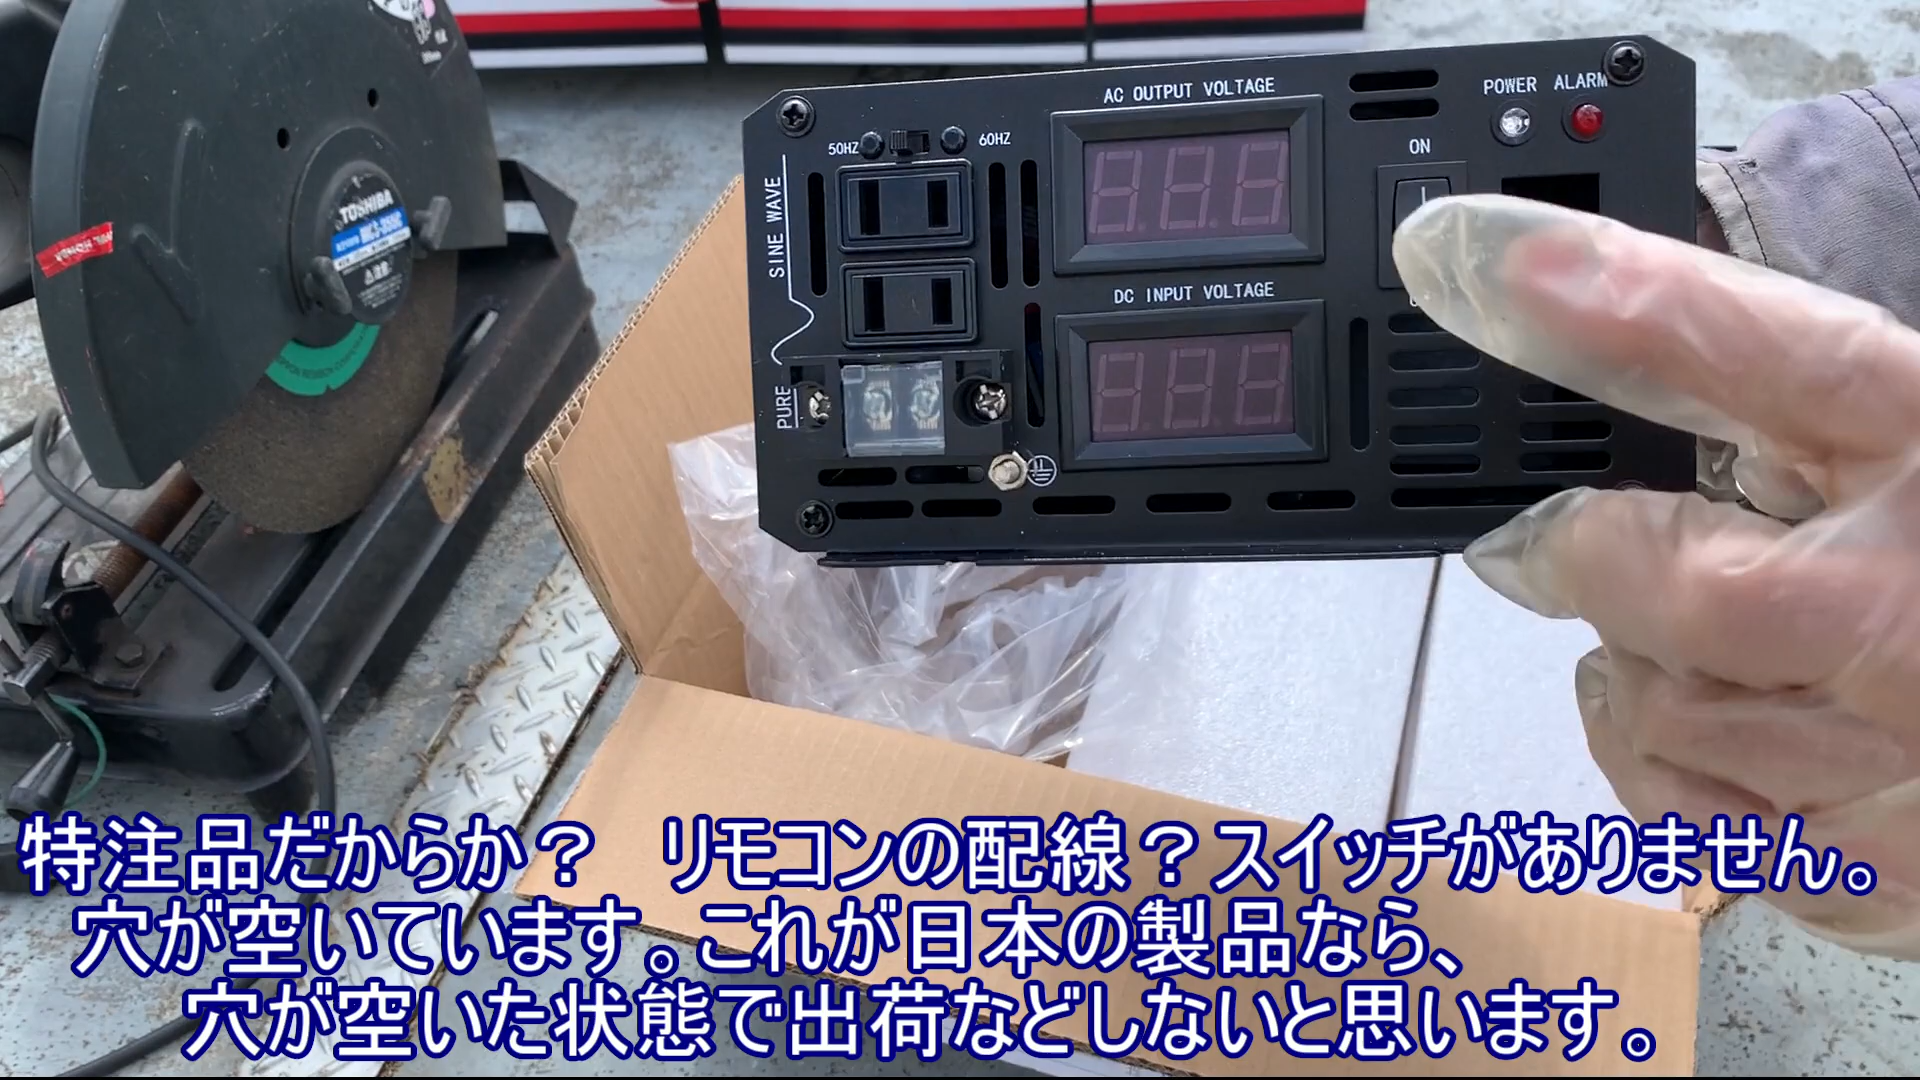 AC OUTPUT VOLTAGE
POWER ALARM
50HZ 60HZ
ON
SINE WAVE
DC INPUT VOLTAGE
PURE
TOSHIBA
特注品だからか？　リモコンの配線？スイッチがありません。
穴が空いています。これが日本の製品なら、
穴が空いた状態で出荷などしないと思います。